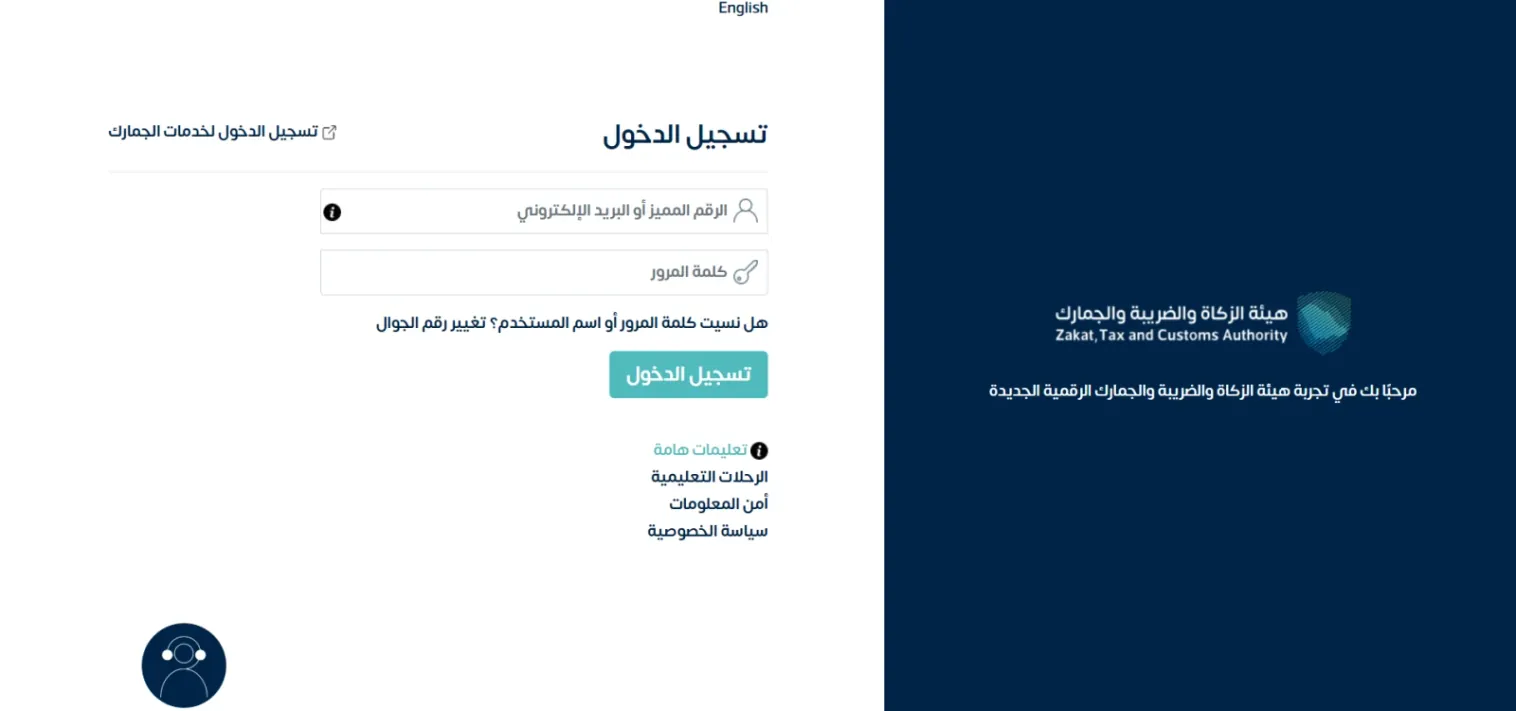 English
تسجيل الدخول
تسجيل الدخول لخدمات الجمارك
الرقم المميز أو البريد الإلكتروني
كلمة المرور
هل نسيت كلمة المرور أو اسم المستخدم؟ تغيير رقم الجوال
تسجيل الدخول
تعليمات هامة
الرحلات التعليمية
أمن المعلومات
سياسة الخصوصية
هيئة الزكاة والضريبة والجمارك
Zakat, Tax and Customs Authority
مرحبًا بك في تجربة هيئة الزكاة والضريبة والجمارك الرقمية الجديدة